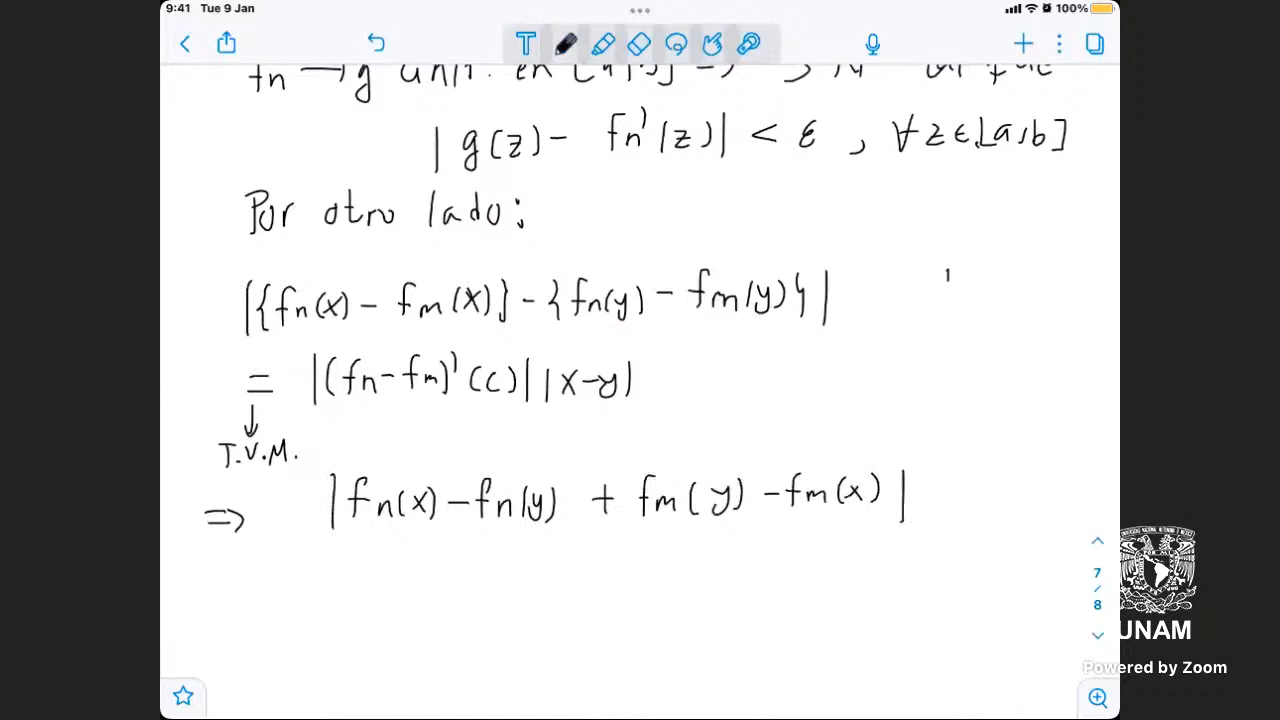 9:41 Tue 9 Jan
100%
T
|g(z) - fn'(z)| < ε , ∀z∈[a,b]
Por otro lado:
|{fn(x) - fm(x)} - {fn(y) - fm(y)}|
= |(fn - fm)'(c)| |x-y|
↓
T.V.M.
⇒ |fn(x) - fn(y) + fm(y) - fm(x)|
7
/
8
UNAM
Powered by Zoom